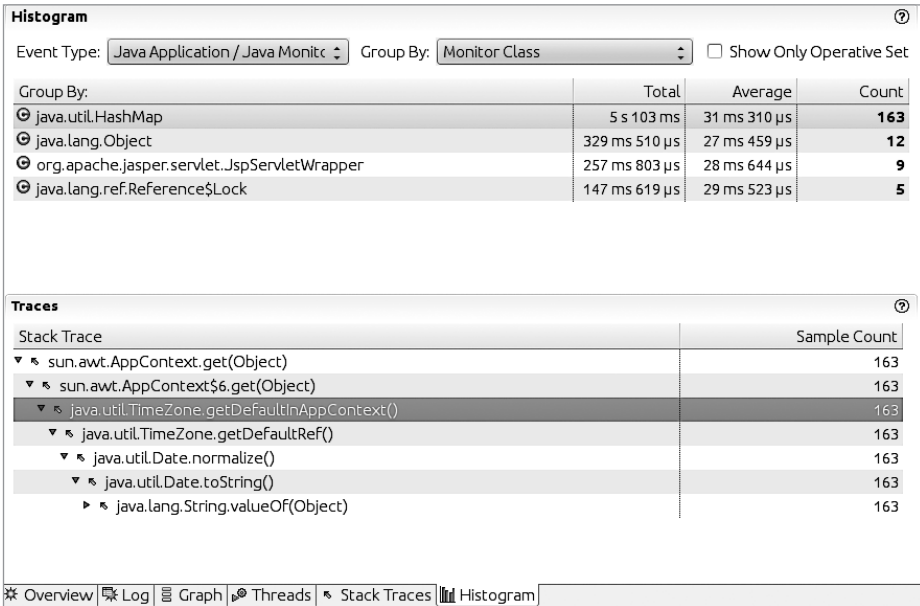 Histogram
Event Type: Java Application / Java Monitc Group By: Monitor Class Show Only Operative Set
Group By: Total Average Count
java.util.HashMap 5 s 103 ms 31 ms 310 µs 163
java.lang.Object 329 ms 510 µs 27 ms 459 µs 12
org.apache.jasper.servlet.JspServletWrapper 257 ms 803 µs 28 ms 644 µs 9
java.lang.ref.Reference$Lock 147 ms 619 µs 29 ms 523 µs 5
Traces
Stack Trace Sample Count
sun.awt.AppContext.get(Object) 163
sun.awt.AppContext$6.get(Object) 163
java.util.TimeZone.getDefaultInAppContext() 163
java.util.TimeZone.getDefaultRef() 163
java.util.Date.normalize() 163
java.util.Date.toString() 163
java.lang.String.valueOf(Object) 163
Overview Log Graph Threads Stack Traces Histogram